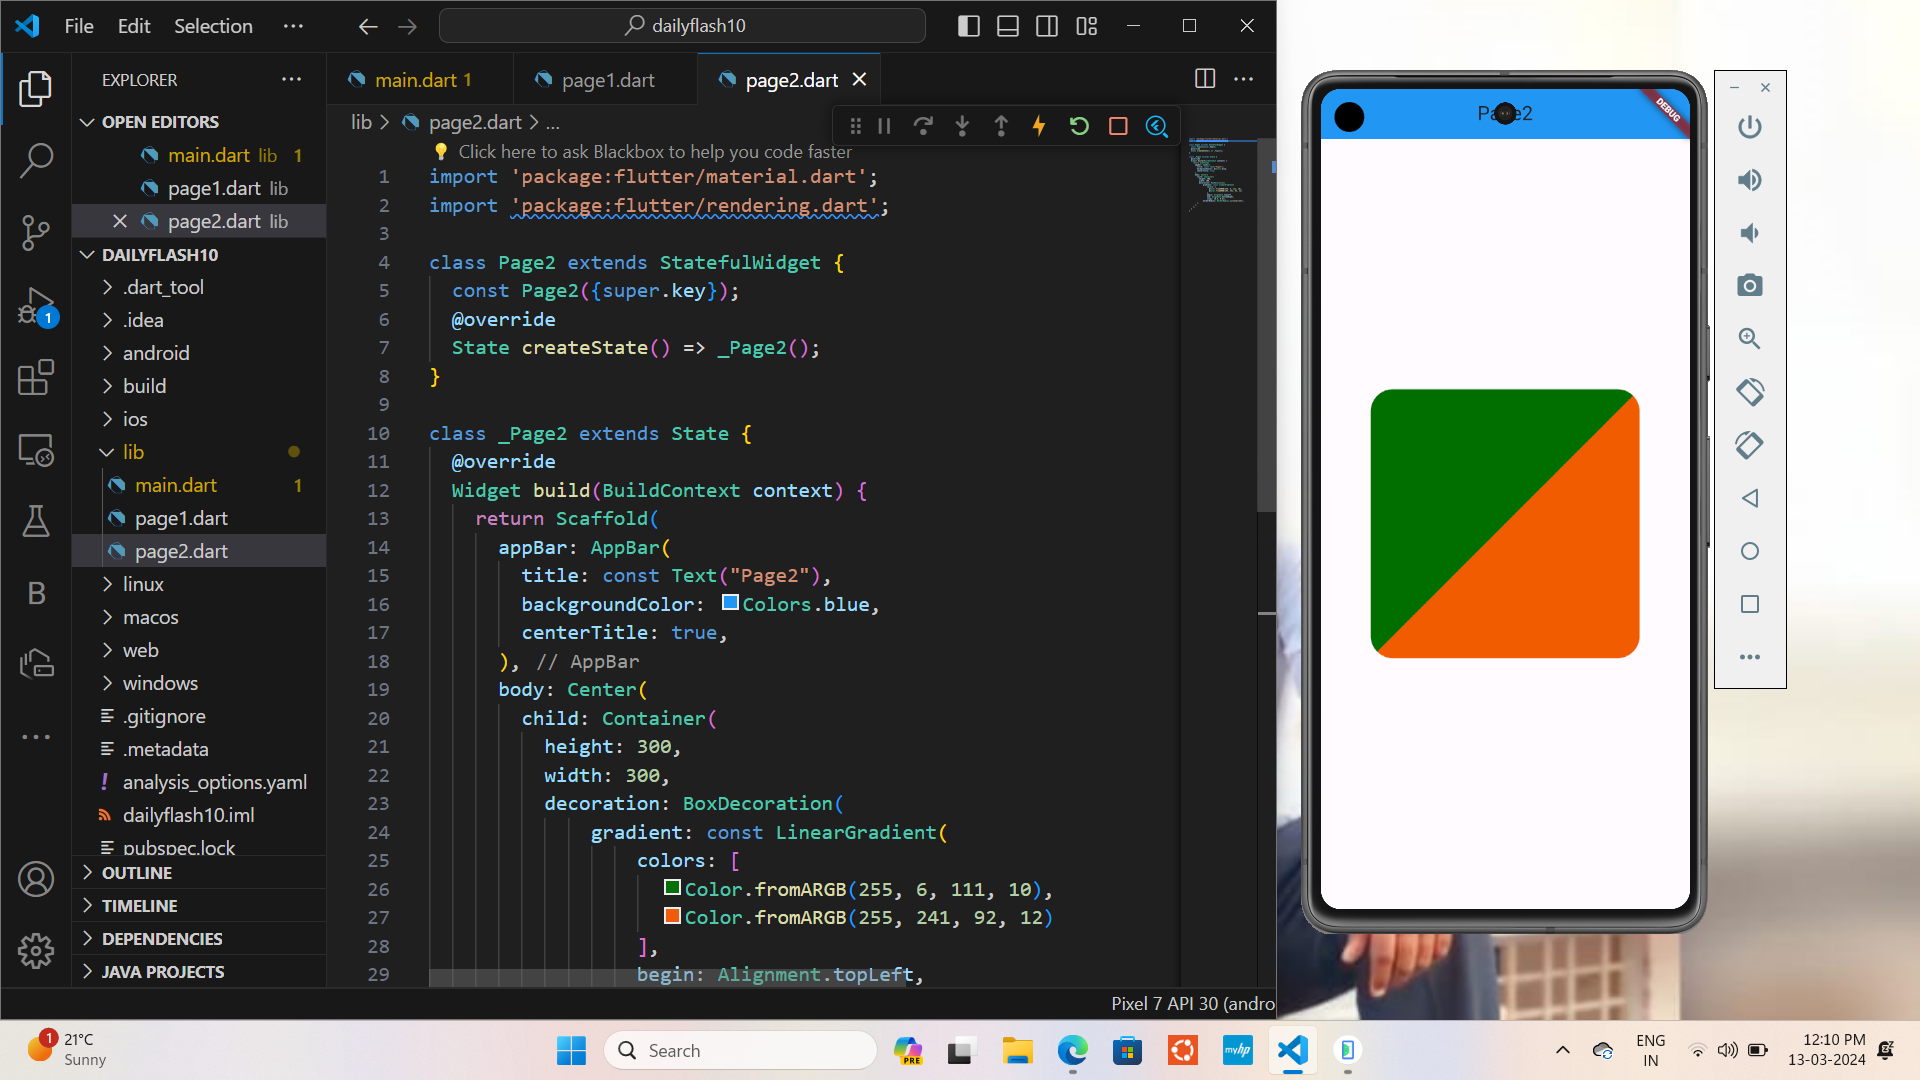 File Edit Selection ···
dailyflash10
EXPLORER
OPEN EDITORS
main.dart lib 1
page1.dart lib
page2.dart lib
DAILYFLASH10
.dart_tool
.idea
android
build
ios
lib
main.dart 1
page1.dart
page2.dart
linux
macos
web
windows
.gitignore
.metadata
analysis_options.yaml
dailyflash10.iml
pubspec.lock
OUTLINE
TIMELINE
DEPENDENCIES
JAVA PROJECTS
1
B
main.dart 1
page1.dart
page2.dart
lib > page2.dart > ...
Click here to ask Blackbox to help you code faster
1 import 'package:flutter/material.dart';
2 import 'package:flutter/rendering.dart';
3
4 class Page2 extends StatefulWidget {
5 const Page2({super.key});
6 @override
7 State createState() => _Page2();
8 }
9
10 class _Page2 extends State {
11 @override
12 Widget build(BuildContext context) {
13 return Scaffold(
14 appBar: AppBar(
15 title: const Text("Page2"),
16 backgroundColor: Colors.blue,
17 centerTitle: true,
18 ), // AppBar
19 body: Center(
20 child: Container(
21 height: 300,
22 width: 300,
23 decoration: BoxDecoration(
24 gradient: const LinearGradient(
25 colors: [
26 Color.fromARGB(255, 6, 111, 10),
27 Color.fromARGB(255, 241, 92, 12)
28 ],
29 begin: Alignment.topLeft,
Pixel 7 API 30 (andro
Page2
DEBUG
1
21°C
Sunny
Search
PRE
myhp
ENG
IN
12:10 PM
13-03-2024